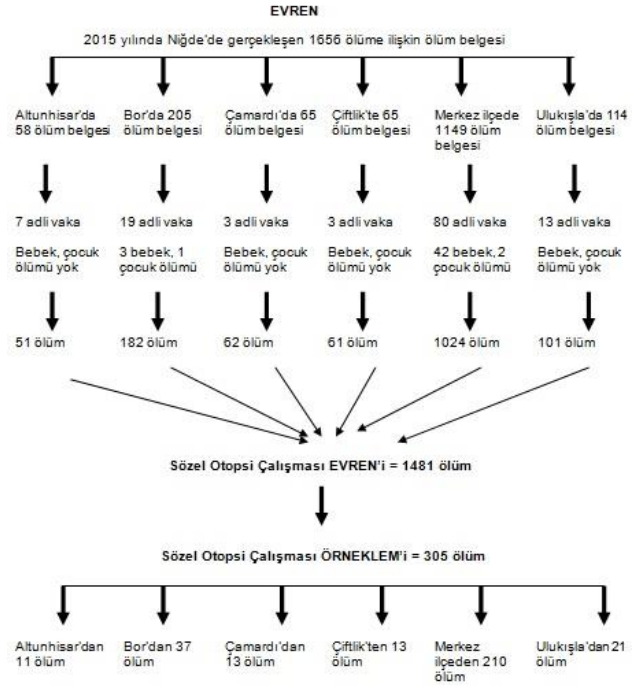 EVREN
2015 yılında Niğde'de gerçekleşen 1656 ölüme ilişkin ölüm belgesi
Altunhisar'da
58 ölüm belgesi
Bor'da 205
ölüm belgesi
Çamardı'da 65
ölüm belgesi
Çiftlik'te 65
ölüm belgesi
Merkez ilçede
1149 ölüm
belgesi
Ulukışla'da 114
ölüm belgesi
7 adli vaka
Bebek, çocuk
ölümü yok
19 adli vaka
3 bebek, 1
çocuk ölümü
3 adli vaka
Bebek, çocuk
ölümü yok
3 adli vaka
Bebek, çocuk
ölümü yok
80 adli vaka
42 bebek, 2
çocuk ölümü
13 adli vaka
Bebek, çocuk
ölümü yok
51 ölüm
182 ölüm
62 ölüm
61 ölüm
1024 ölüm
101 ölüm
Sözel Otopsi Çalışması EVREN'i = 1481 ölüm
Sözel Otopsi Çalışması ÖRNEKLEM'i = 305 ölüm
Altunhisar'dan
11 ölüm
Bor'dan 37
ölüm
Çamardı'dan
13 ölüm
Çiftlik'ten 13
ölüm
Merkez
ilçeden 210
ölüm
Ulukışla'dan 21
ölüm